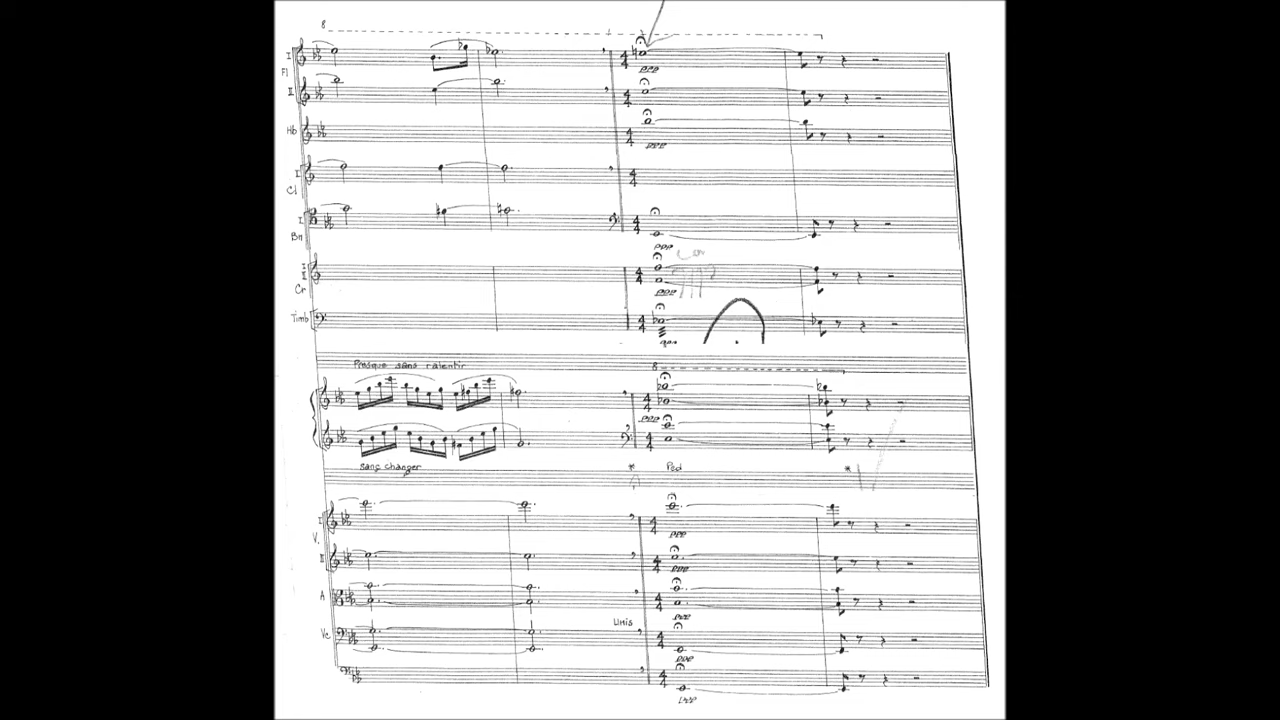 8
I
Fl
ppp
II
Hb
ppp
I
Cl
I
Bn
ppp
Cr
ppp
Timb
Presque sans ralentir
8
ppp
sans changer * Ped *
I
V.
ppp
II
ppp
A
ppp
Unis
Vc
ppp
ppp